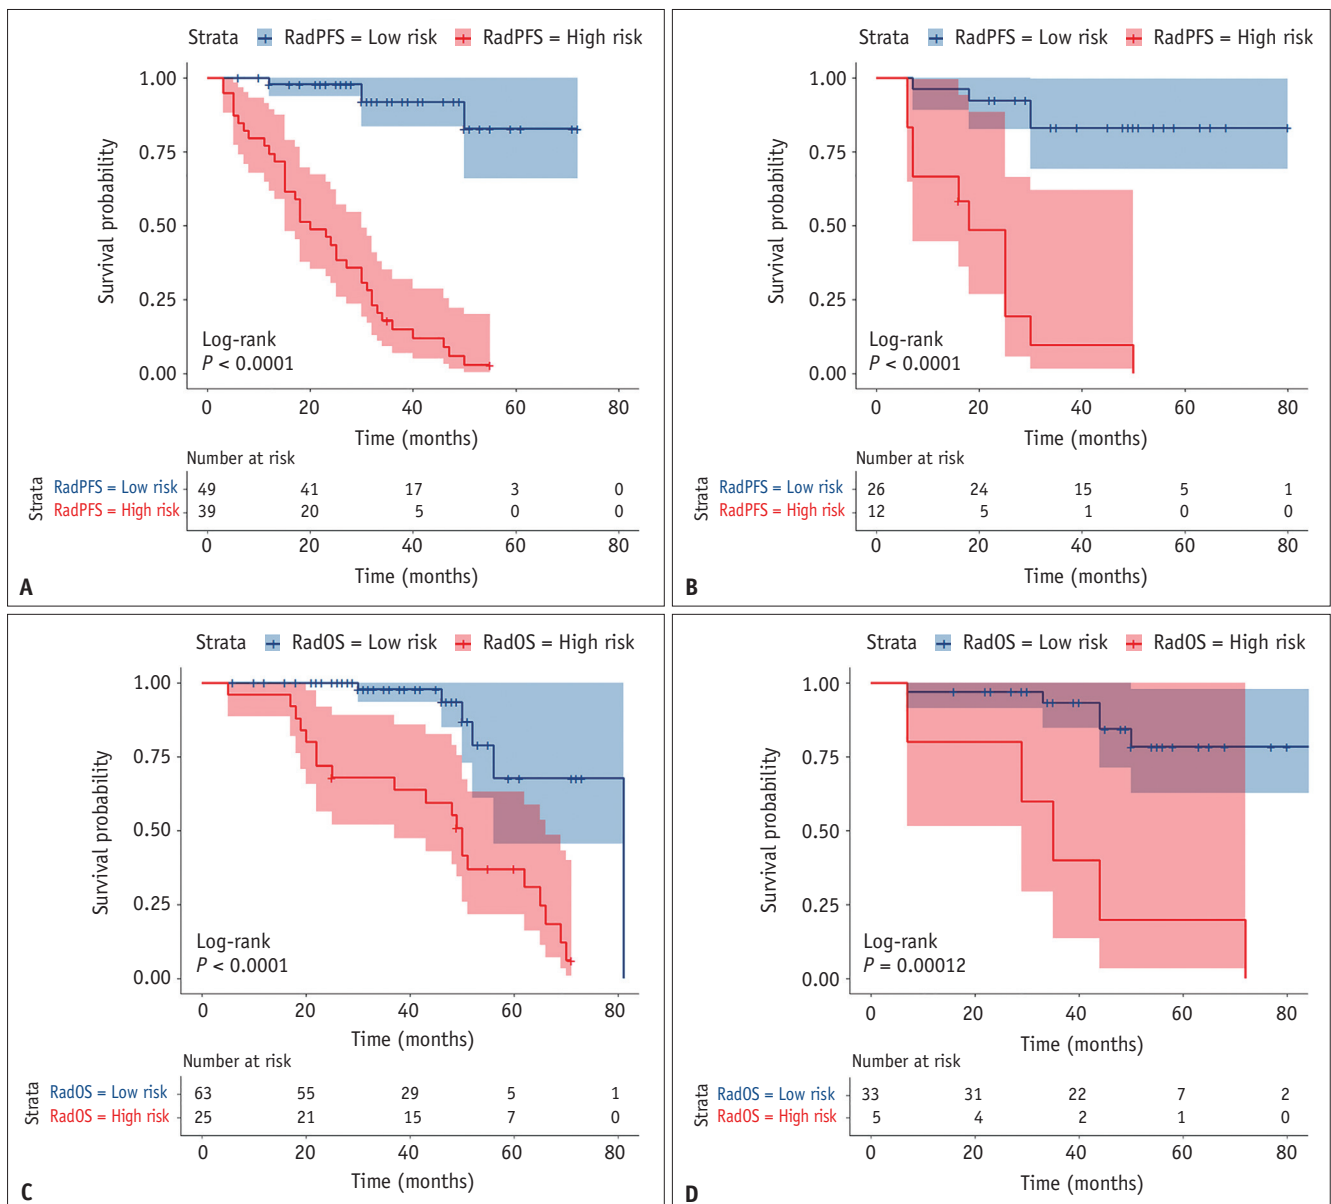 Strata RadPFS = Low risk RadPFS = High risk
1.00
0.75
0.50
0.25
0.00
Survival probability
Log-rank
P < 0.0001
0 20 40 60 80
Time (months)
Number at risk
Strata
RadPFS = Low risk 49 41 17 3 0
RadPFS = High risk 39 20 5 0 0
0 20 40 60 80
Time (months)
A
Strata RadPFS = Low risk RadPFS = High risk
1.00
0.75
0.50
0.25
0.00
Survival probability
Log-rank
P < 0.0001
0 20 40 60 80
Time (months)
Number at risk
Strata
RadPFS = Low risk 26 24 15 5 1
RadPFS = High risk 12 5 1 0 0
0 20 40 60 80
Time (months)
B
Strata RadOS = Low risk RadOS = High risk
1.00
0.75
0.50
0.25
0.00
Survival probability
Log-rank
P < 0.0001
0 20 40 60 80
Time (months)
Number at risk
Strata
RadOS = Low risk 63 55 29 5 1
RadOS = High risk 25 21 15 7 0
0 20 40 60 80
Time (months)
C
Strata RadOS = Low risk RadOS = High risk
1.00
0.75
0.50
0.25
0.00
Survival probability
Log-rank
P = 0.00012
0 20 40 60 80
Time (months)
Number at risk
Strata
RadOS = Low risk 33 31 22 7 2
RadOS = High risk 5 4 2 1 0
0 20 40 60 80
Time (months)
D